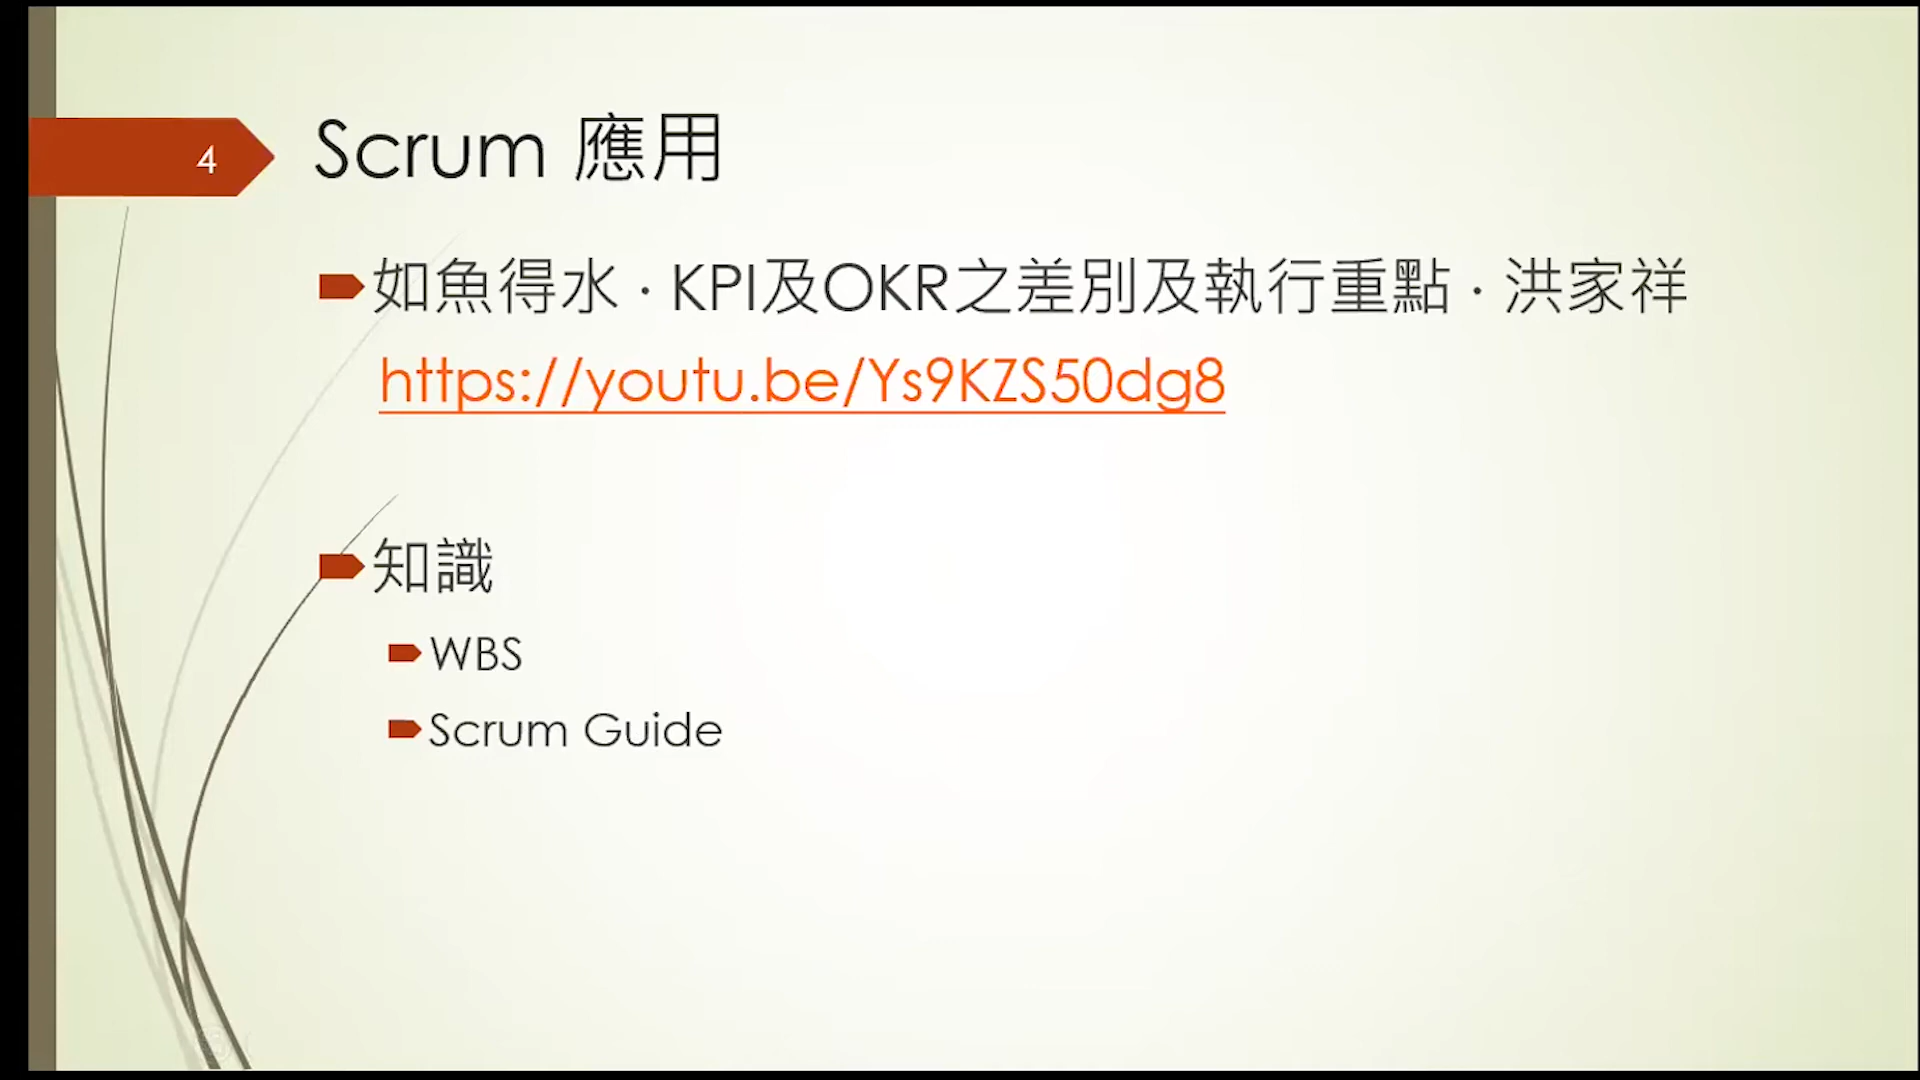 4
Scrum 應用
如魚得水 · KPI及OKR之差別及執行重點 · 洪家祥
https://youtu.be/Ys9KZS50dg8
知識
WBS
Scrum Guide